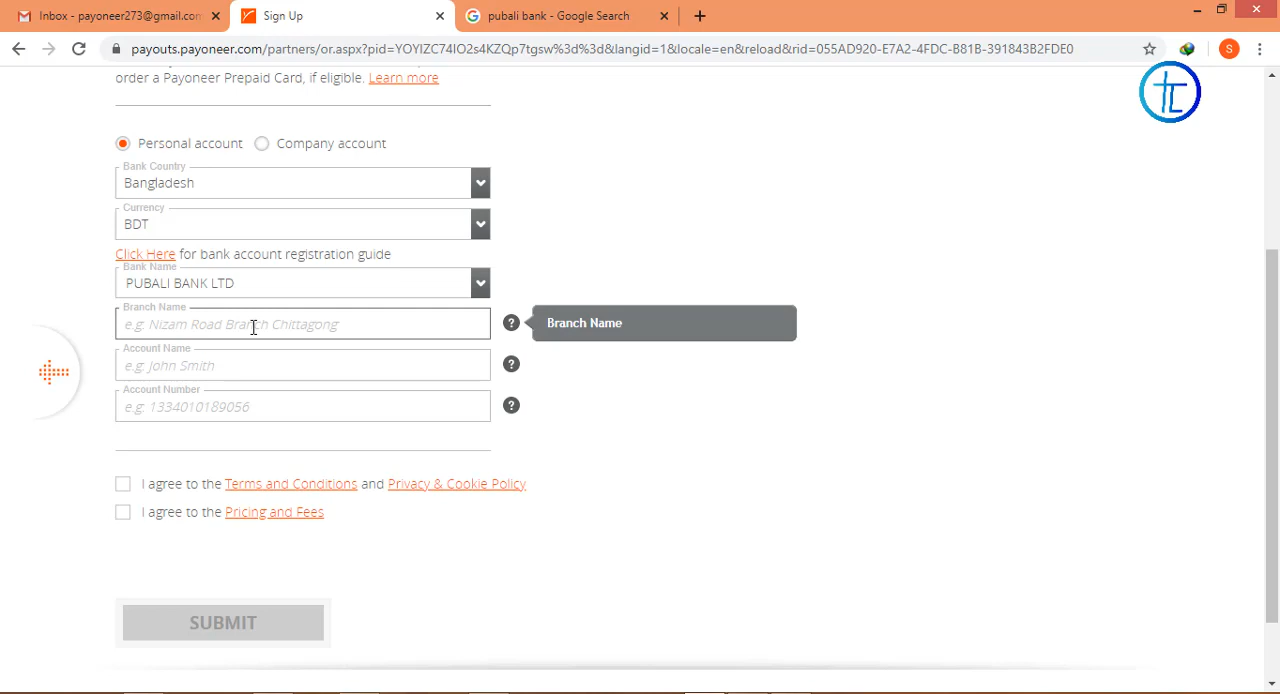 Inbox - payoneer273@gmail.com
Sign Up
pubali bank - Google Search
payouts.payoneer.com/partners/or.aspx?pid=YOYIZC74IO2s4KZQp7tgsw%3d%3d&langid=1&locale=en&reload&rid=055AD920-E7A2-4FDC-B81B-391843B2FDE0
S
order a Payoneer Prepaid Card, if eligible. Learn more
Personal account
Company account
Bank Country
Bangladesh
Currency
BDT
Click Here for bank account registration guide
Bank Name
PUBALI BANK LTD
Branch Name
e.g: Nizam Road Branch Chittagong
? Branch Name
Account Name
e.g: John Smith
?
Account Number
e.g: 1334010189056
?
I agree to the Terms and Conditions and Privacy & Cookie Policy
I agree to the Pricing and Fees
SUBMIT